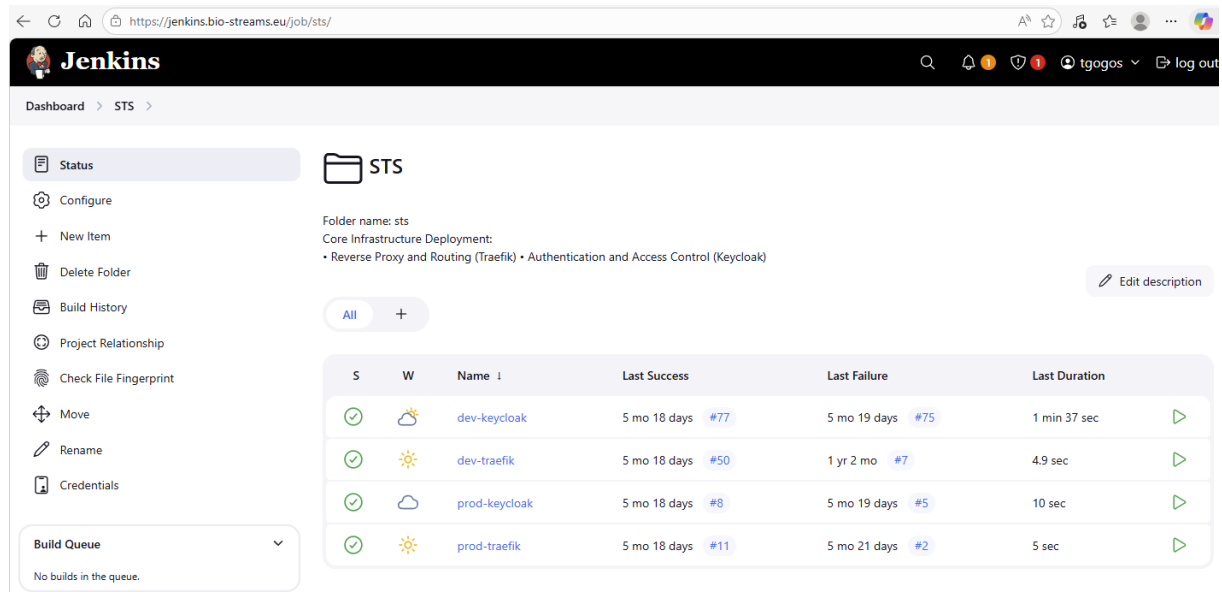 https://jenkins.bio-streams.eu/job/sts/
Jenkins
1
1
tgogos
log out
Dashboard > STS >
Status
Configure
New Item
Delete Folder
Build History
Project Relationship
Check File Fingerprint
Move
Rename
Credentials
Build Queue
No builds in the queue.
STS
Folder name: sts
Core Infrastructure Deployment:
• Reverse Proxy and Routing (Traefik) • Authentication and Access Control (Keycloak)
Edit description
All +
S W Name ↓ Last Success Last Failure Last Duration
dev-keycloak 5 mo 18 days #77 5 mo 19 days #75 1 min 37 sec
dev-traefik 5 mo 18 days #50 1 yr 2 mo #7 4.9 sec
prod-keycloak 5 mo 18 days #8 5 mo 19 days #5 10 sec
prod-traefik 5 mo 18 days #11 5 mo 21 days #2 5 sec